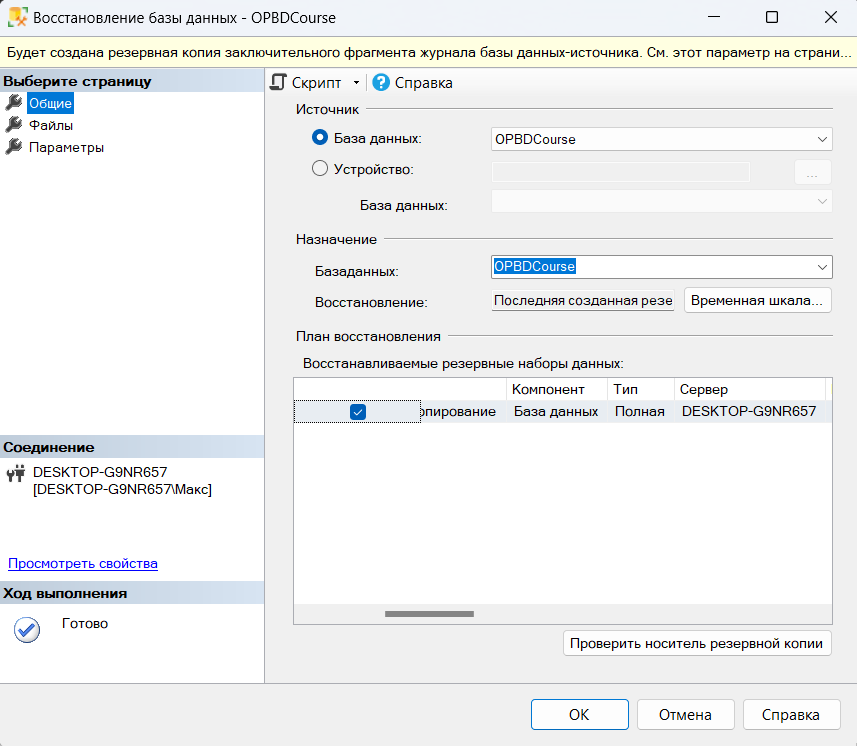 Восстановление базы данных - OPBDCourse
Будет создана резервная копия заключительного фрагмента журнала базы данных-источника. См. этот параметр на страни...
Выберите страницу
Общие
Файлы
Параметры
Скрипт
Справка
Источник
База данных:
OPBDCourse
Устройство:
...
База данных:
Назначение
Базаданных:
OPBDCourse
Восстановление:
Последняя созданная резе
Временная шкала...
План восстановления
Восстанавливаемые резервные наборы данных:
Компонент Тип Сервер
опирование База данных Полная DESKTOP-G9NR657
Проверить носитель резервной копии
Соединение
DESKTOP-G9NR657
[DESKTOP-G9NR657\Макс]
Просмотреть свойства
Ход выполнения
Готово
ОК
Отмена
Справка